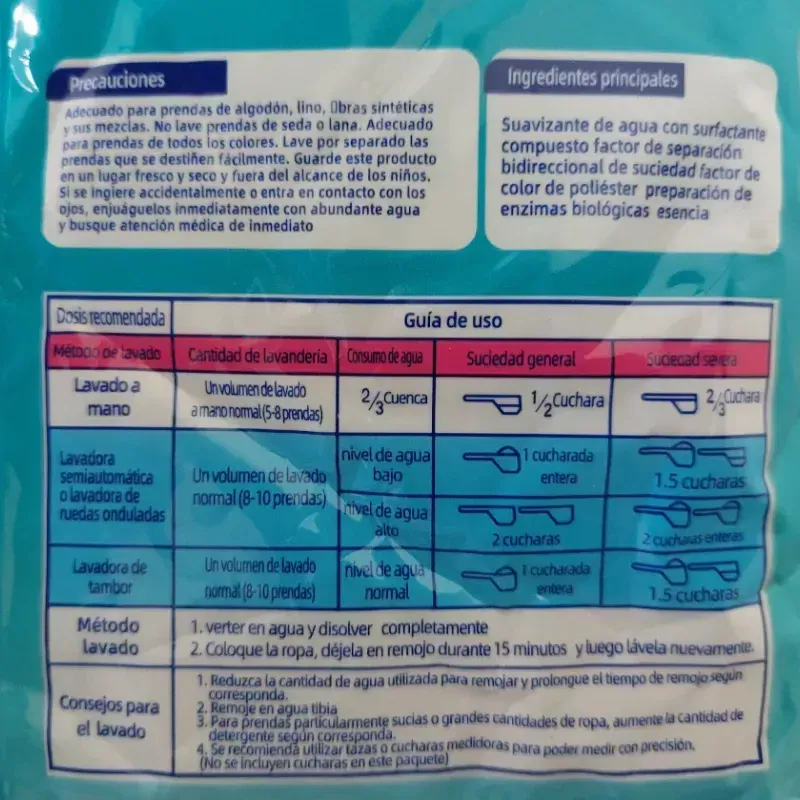 Precauciones
Adecuado para prendas de algodón, lino, fibras sintéticas
y sus mezclas. No lave prendas de seda o lana. Adecuado
para prendas de todos los colores. Lave por separado las
prendas que se destiñen fácilmente. Guarde este producto
en un lugar fresco y seco y fuera del alcance de los niños.
Si se ingiere accidentalmente o entra en contacto con los
ojos, enjuáguelos inmediatamente con abundante agua
y busque atención médica de inmediato
Ingredientes principales
Suavizante de agua con surfactante
compuesto factor de separación
bidireccional de suciedad factor de
color de poliéster preparación de
enzimas biológicas esencia
Dosis recomendada
Guía de uso
Método de lavado
Cantidad de lavandería
Consumo de agua
Suciedad general
Suciedad severa
Lavado a
mano
Un volumen de lavado
a mano normal (5-8 prendas)
2/3 Cuenca
1/2 Cuchara
2/3 Cuchara
Lavadora
semiautomática
o lavadora de
ruedas onduladas
Un volumen de lavado
normal (8-10 prendas)
nivel de agua
bajo
1 cucharada
entera
1.5 cucharas
nivel de agua
alto
2 cucharas
2 cucharas enteras
Lavadora de
tambor
Un volumen de lavado
normal (8-10 prendas)
nivel de agua
normal
1 cucharada
entera
1.5 cucharas
Método
lavado
1. verter en agua y disolver completamente
2. Coloque la ropa, déjela en remojo durante 15 minutos y luego lávela nuevamente.
Consejos para
el lavado
1. Reduzca la cantidad de agua utilizada para remojar y prolongue el tiempo de remojo según
corresponda.
2. Remoje en agua tibia
3. Para prendas particularmente sucias o grandes cantidades de ropa, aumente la cantidad de
detergente según corresponda.
4. Se recomienda utilizar tazas o cucharas medidoras para poder medir con precisión.
(No se incluyen cucharas en este paquete)